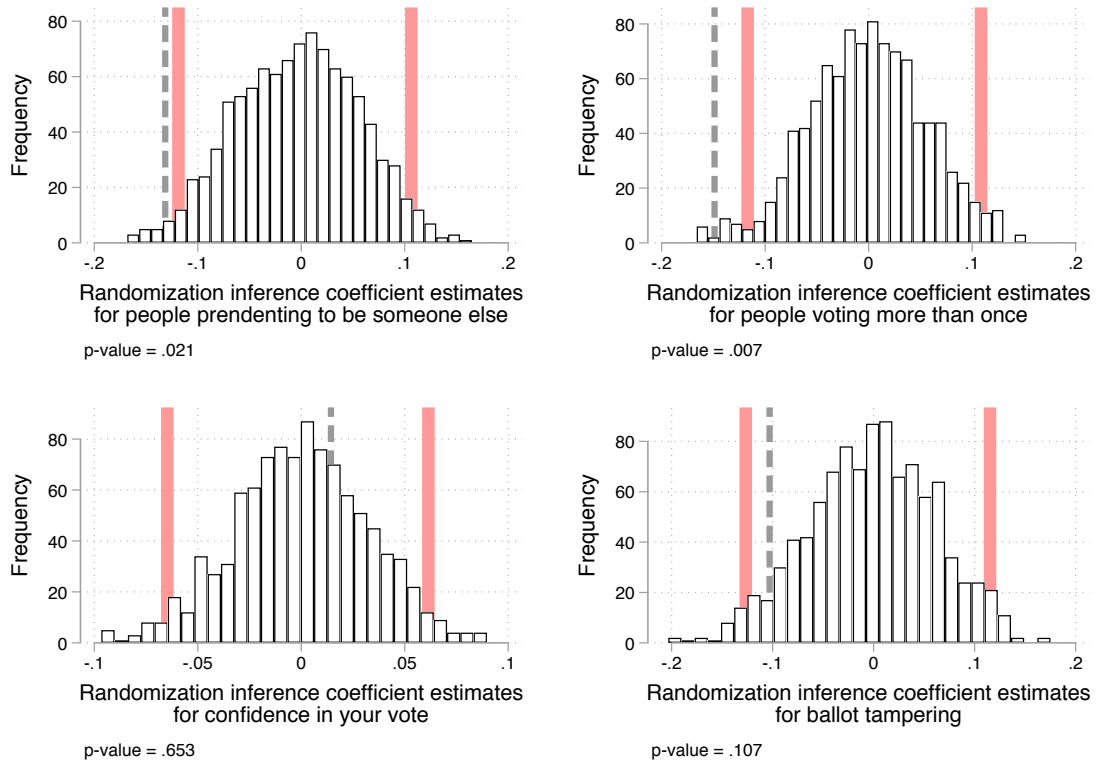 80
60
40
20
0
Frequency
-.2
-.1
0
.1
.2
Randomization inference coefficient estimates
for people prendenting to be someone else
p-value = .021
80
60
40
20
0
Frequency
-.2
-.1
0
.1
.2
Randomization inference coefficient estimates
for people voting more than once
p-value = .007
80
60
40
20
0
Frequency
-.1
-.05
0
.05
.1
Randomization inference coefficient estimates
for confidence in your vote
p-value = .653
80
60
40
20
0
Frequency
-.2
-.1
0
.1
.2
Randomization inference coefficient estimates
for ballot tampering
p-value = .107